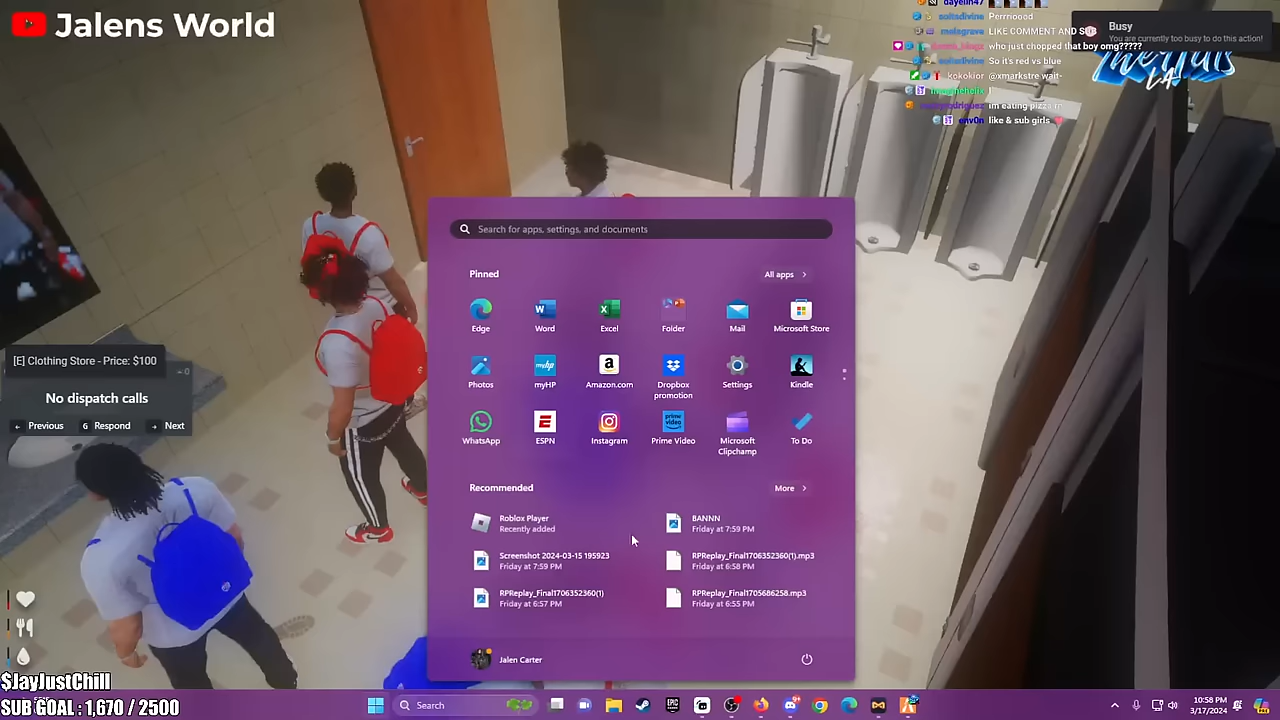 Jalens World
dayelin47
solitsdivine Perrrioood
Busy
You are currently too busy to do this action!
LIKE COMMENT AND S
who just chopped that boy omg?????
solitsdivine So it's red vs blue
kokokior @xmarkstre wait-
im eating pizza rn
env0n like & sub girls
LA
Search for apps, settings, and documents
Pinned
All apps
Edge
Word
Excel
Folder
Mail
Microsoft Store
Photos
myHP
Amazon.com
Dropbox promotion
Settings
Kindle
WhatsApp
ESPN
Instagram
Prime Video
Microsoft Clipchamp
To Do
[E] Clothing Store - Price: $100
No dispatch calls
← Previous
G Respond
→ Next
Recommended
More
Roblox Player
Recently added
BANNN
Friday at 7:59 PM
Screenshot 2024-03-15 195923
Friday at 7:59 PM
RPReplay_Final1706352360(1).mp3
Friday at 6:58 PM
RPReplay_Final1706352360(1)
Friday at 6:57 PM
RPReplay_Final1705686258.mp3
Friday at 6:55 PM
Jalen Carter
$JayJustChill
SUB GOAL : 1,670 / 2500
Search
10:58 PM
3/17/2024